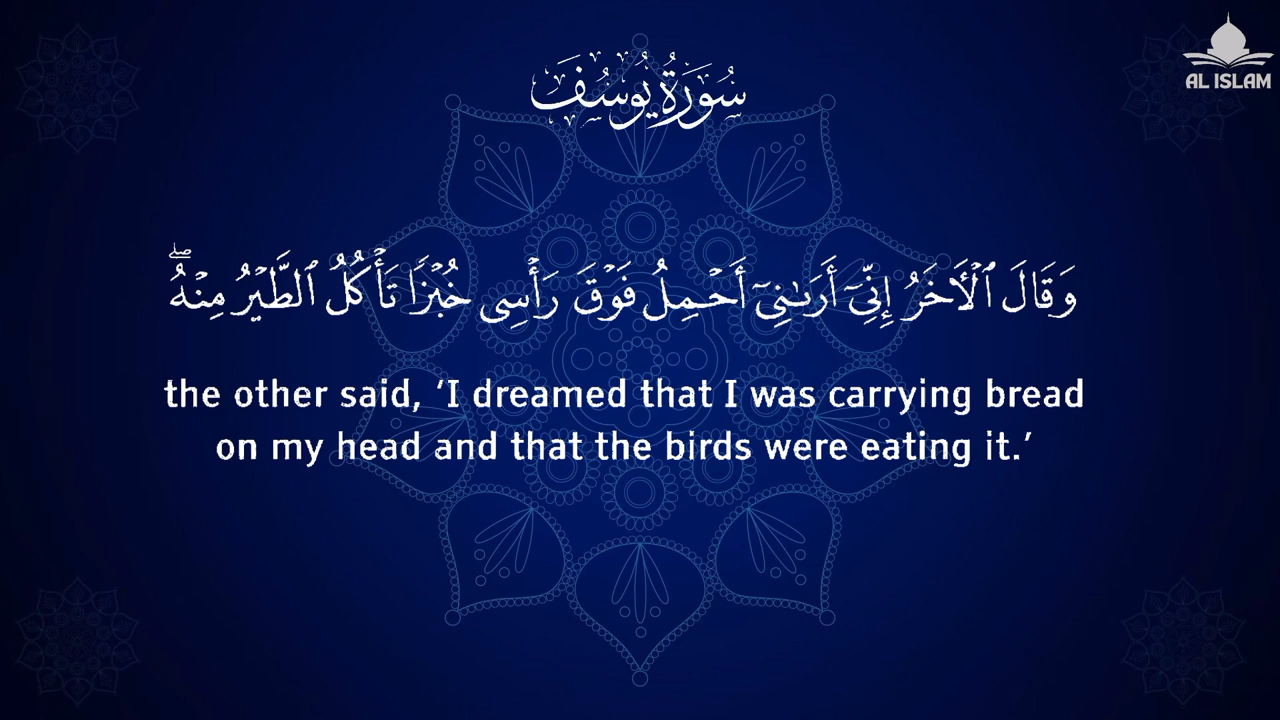 سُورَةُ يُوسُفَ
AL ISLAM
وَقَالَ ٱلْأَخَرُ إِنِّىٓ أَرَىٰنِىٓ أَحْمِلُ فَوْقَ رَأْسِى خُبْزًا تَأْكُلُ ٱلطَّيْرُ مِنْهُ ۖ
the other said, ‘I dreamed that I was carrying bread
on my head and that the birds were eating it.’